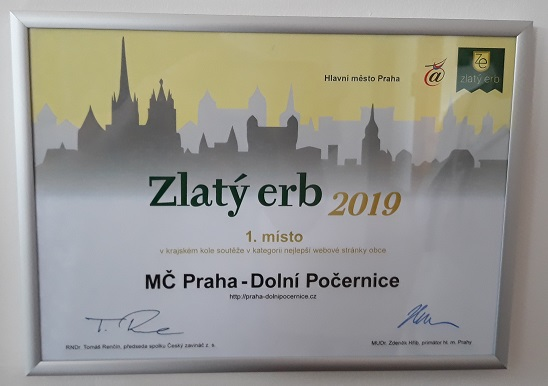 Hlavní město Praha
@
Ze
zlatý erb
Zlatý erb 2019
1. místo
v krajském kole soutěže v kategorii nejlepší webové stránky obce
MČ Praha - Dolní Počernice
http://praha-dolnipocernice.cz
RNDr. Tomáš Renčín, předseda spolku Český zavináč z. s.
MUDr. Zdeněk Hřib, primátor hl. m. Prahy